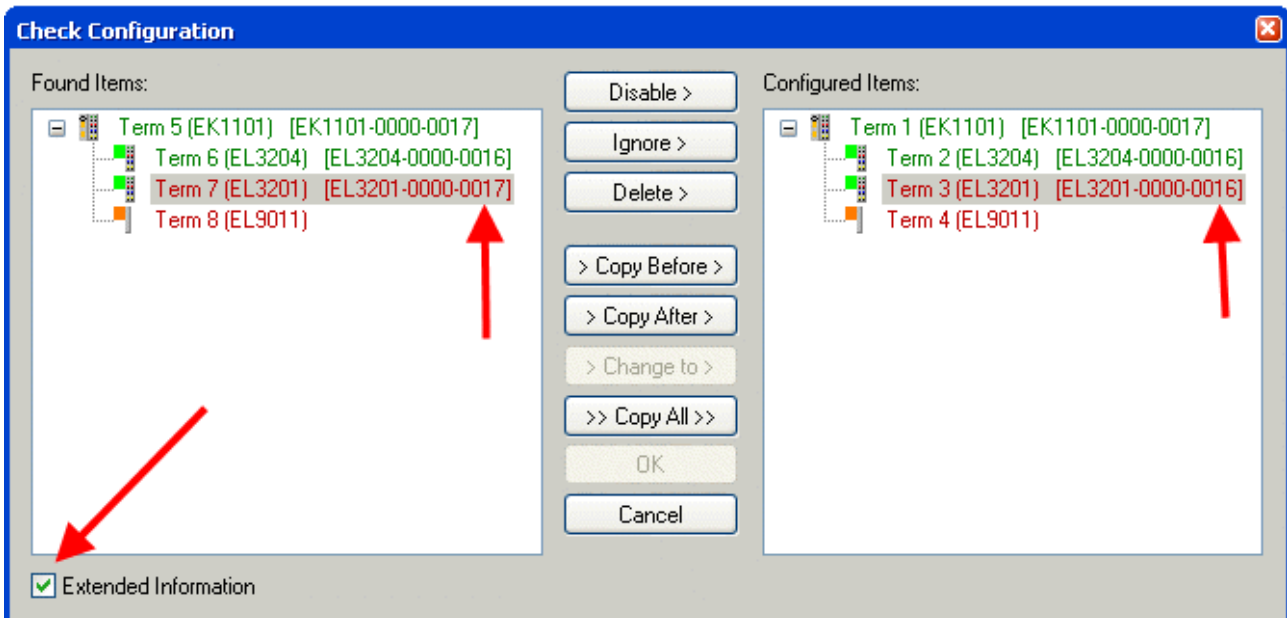 Check Configuration
Found Items:
Term 5 (EK1101) [EK1101-0000-0017]
Term 6 (EL3204) [EL3204-0000-0016]
Term 7 (EL3201) [EL3201-0000-0017]
Term 8 (EL9011)
Extended Information
Disable >
Ignore >
Delete >
> Copy Before >
> Copy After >
> Change to >
>> Copy All >>
OK
Cancel
Configured Items:
Term 1 (EK1101) [EK1101-0000-0017]
Term 2 (EL3204) [EL3204-0000-0016]
Term 3 (EL3201) [EL3201-0000-0016]
Term 4 (EL9011)